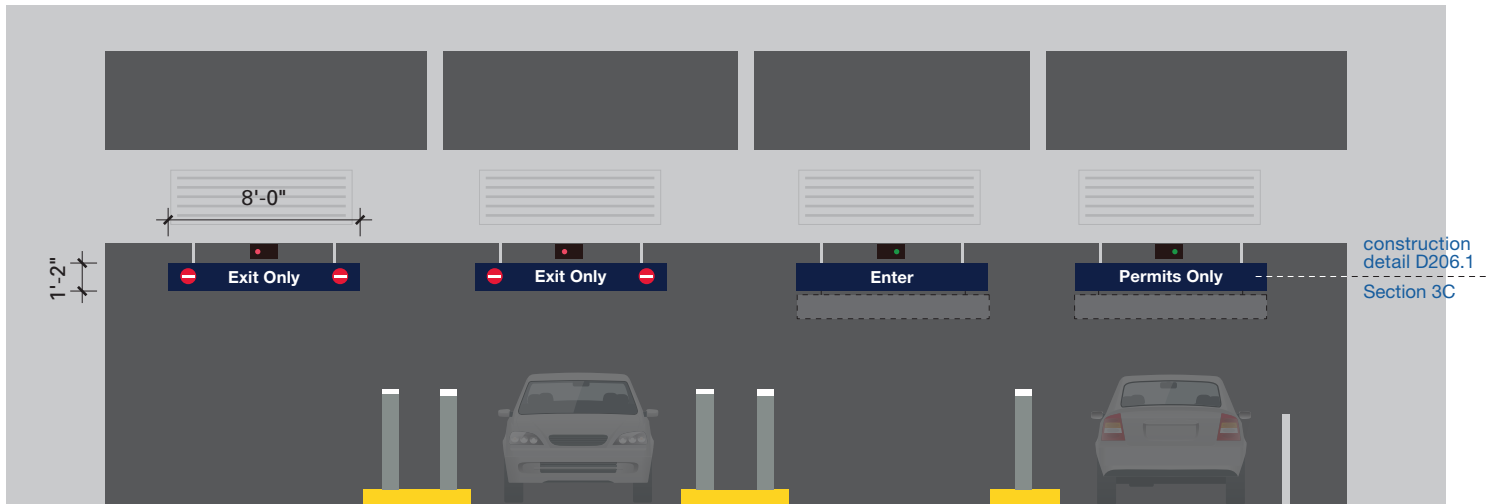 8'-0"
1'-2"
Exit Only
Exit Only
Enter
Permits Only
construction
detail D206.1
Section 3C